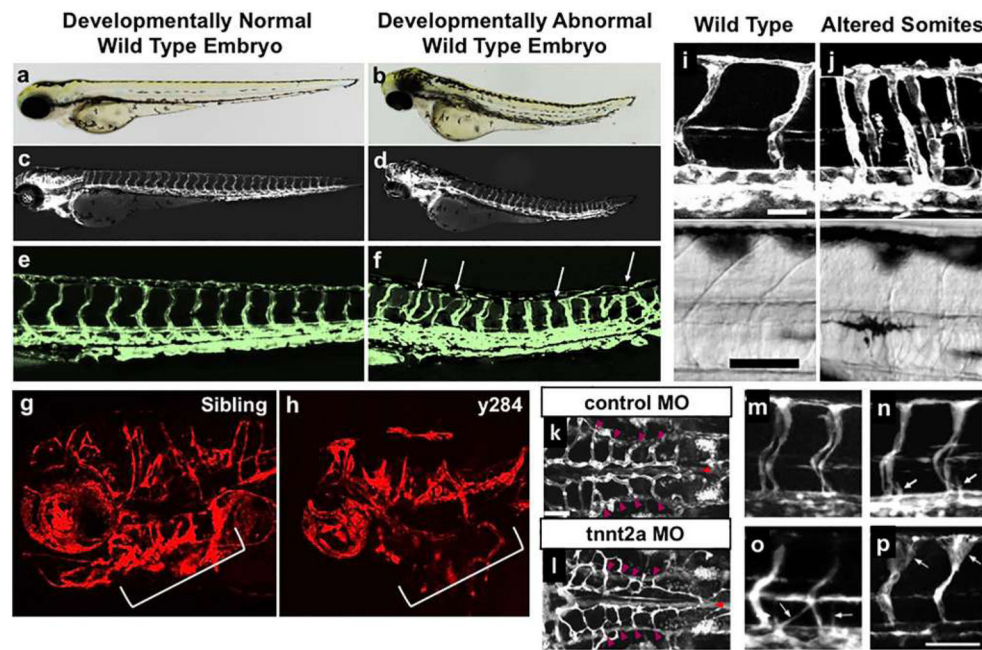 Developmentally Normal
Wild Type Embryo
Developmentally Abnormal
Wild Type Embryo
Wild Type
Altered Somites
a
b
c
d
e
f
i
j
g
Sibling
h
y284
control MO
k
tnnt2a MO
l
m
n
o
p